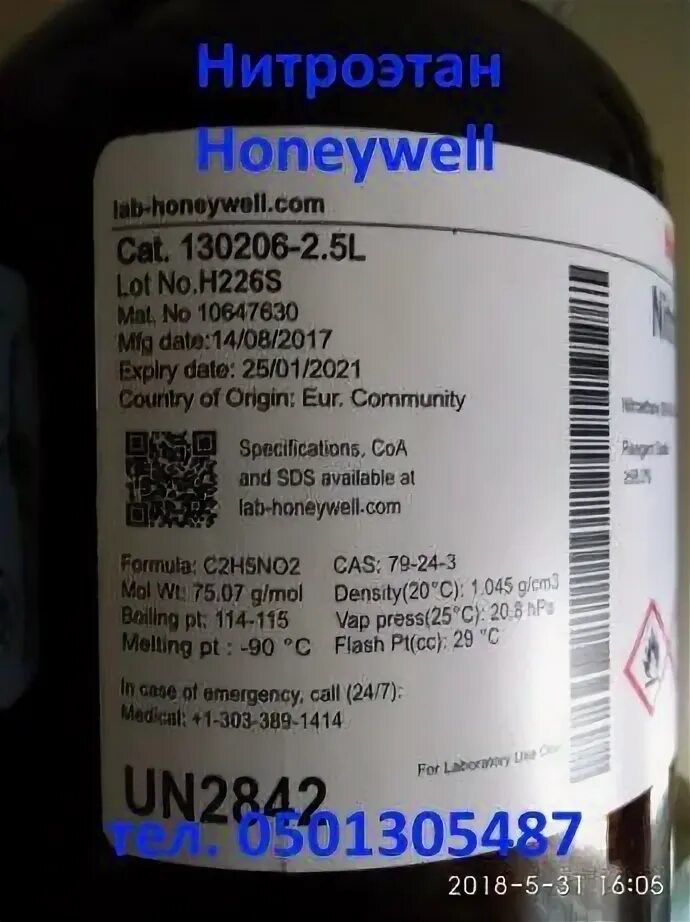 Нитроэтан
Honeywell
lab-honeywell.com
Cat. 130206-2.5L
Lot No.H226S
Mat. No 10647630
Mfg date:14/08/2017
Expiry date: 25/01/2021
Country of Origin: Eur. Community
Specifications, CoA
and SDS available at
lab-honeywell.com
Formula: C2H5NO2 CAS: 79-24-3
Mol Wt: 75.07 g/mol Density(20°C): 1.045 g/cm3
Boiling pt: 114-115 Vap press(25°C): 20.8 hPa
Melting pt : -90 °C Flash Pt(cc): 29 °C
In case of emergency, call (24/7):
Medical: +1-303-389-1414
For Laboratory Use
UN2842
тел. 0501305487
2018-5-31 16:05